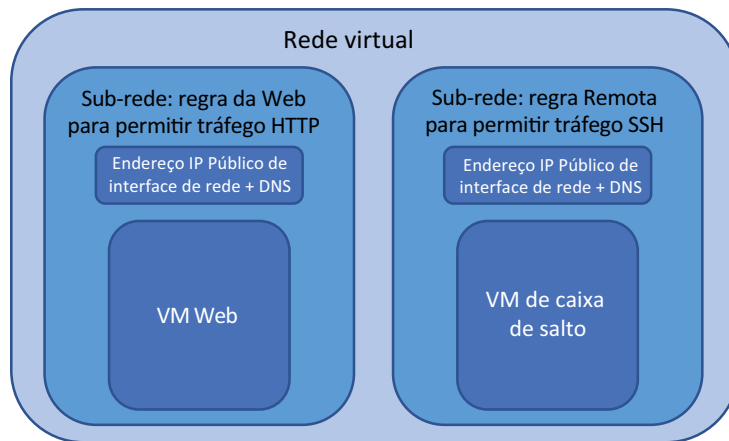 Rede virtual
Sub-rede: regra da Web
para permitir tráfego HTTP
Endereço IP Público de
interface de rede + DNS
VM Web
Sub-rede: regra Remota
para permitir tráfego SSH
Endereço IP Público de
interface de rede + DNS
VM de caixa
de salto